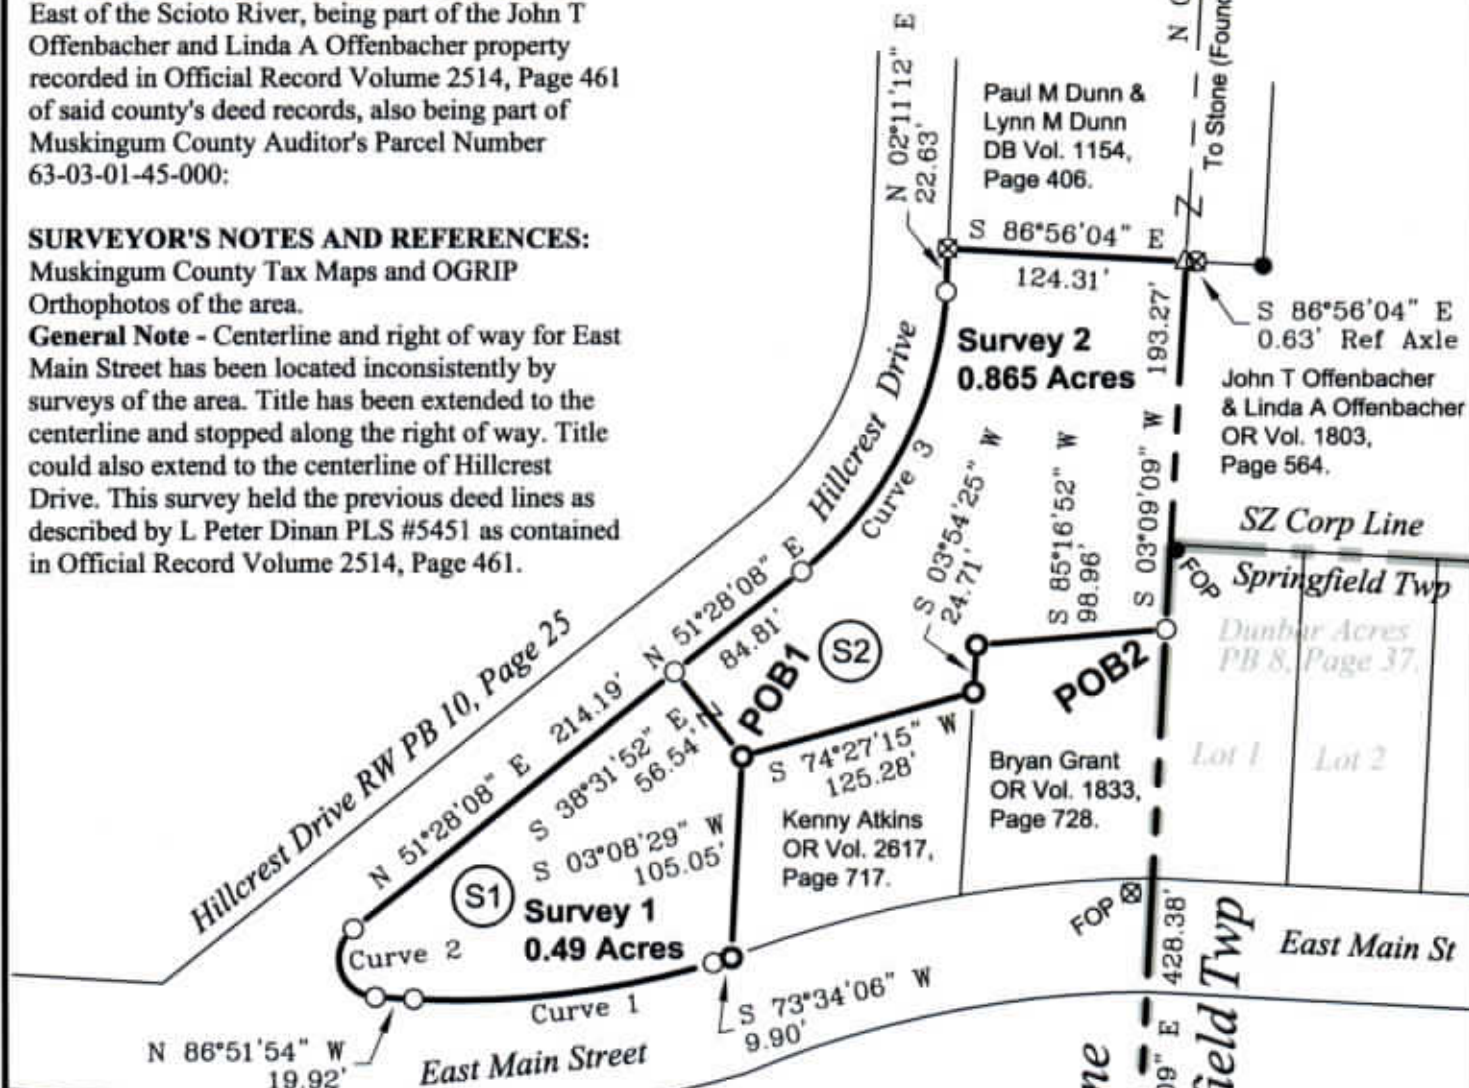 East of the Scioto River, being part of the John T
Offenbacher and Linda A Offenbacher property
recorded in Official Record Volume 2514, Page 461
of said county's deed records, also being part of
Muskingum County Auditor's Parcel Number
63-03-01-45-000:
SURVEYOR'S NOTES AND REFERENCES:
Muskingum County Tax Maps and OGRIP
Orthophotos of the area.
General Note - Centerline and right of way for East
Main Street has been located inconsistently by
surveys of the area. Title has been extended to the
centerline and stopped along the right of way. Title
could also extend to the centerline of Hillcrest
Drive. This survey held the previous deed lines as
described by L Peter Dinan PLS #5451 as contained
in Official Record Volume 2514, Page 461.
N 02°11'12" E
22.63'
Paul M Dunn &
Lynn M Dunn
DB Vol. 1154,
Page 406.
To Stone
S 86°56'04" E
124.31'
Z
S 86°56'04" E
0.63' Ref Axle
Survey 2
0.865 Acres
193.27'
S 03°09'09" W
John T Offenbacher
& Linda A Offenbacher
OR Vol. 1803,
Page 564.
Hillcrest Drive
Curve 3
S 03°54'25" W
24.71'
S 85°16'52" W
98.96'
SZ Corp Line
FOP
Springfield Twp
Dunbar Acres
PB 8, Page 37.
Lot 1
Lot 2
N 51°28'08" E
84.81'
S2
POB1
POB2
Hillcrest Drive RW PB 10, Page 25
N 51°28'08" E 214.19'
S 38°31'52" E
56.54'
Z
S 74°27'15" W
125.28'
S 03°08'29" W
105.05'
Kenny Atkins
OR Vol. 2617,
Page 717.
Bryan Grant
OR Vol. 1833,
Page 728.
S1
Survey 1
0.49 Acres
Curve 2
Curve 1
FOP
428.38'
East Main St
S 73°34'06" W
9.90'
N 86°51'54" W
19.92'
East Main Street